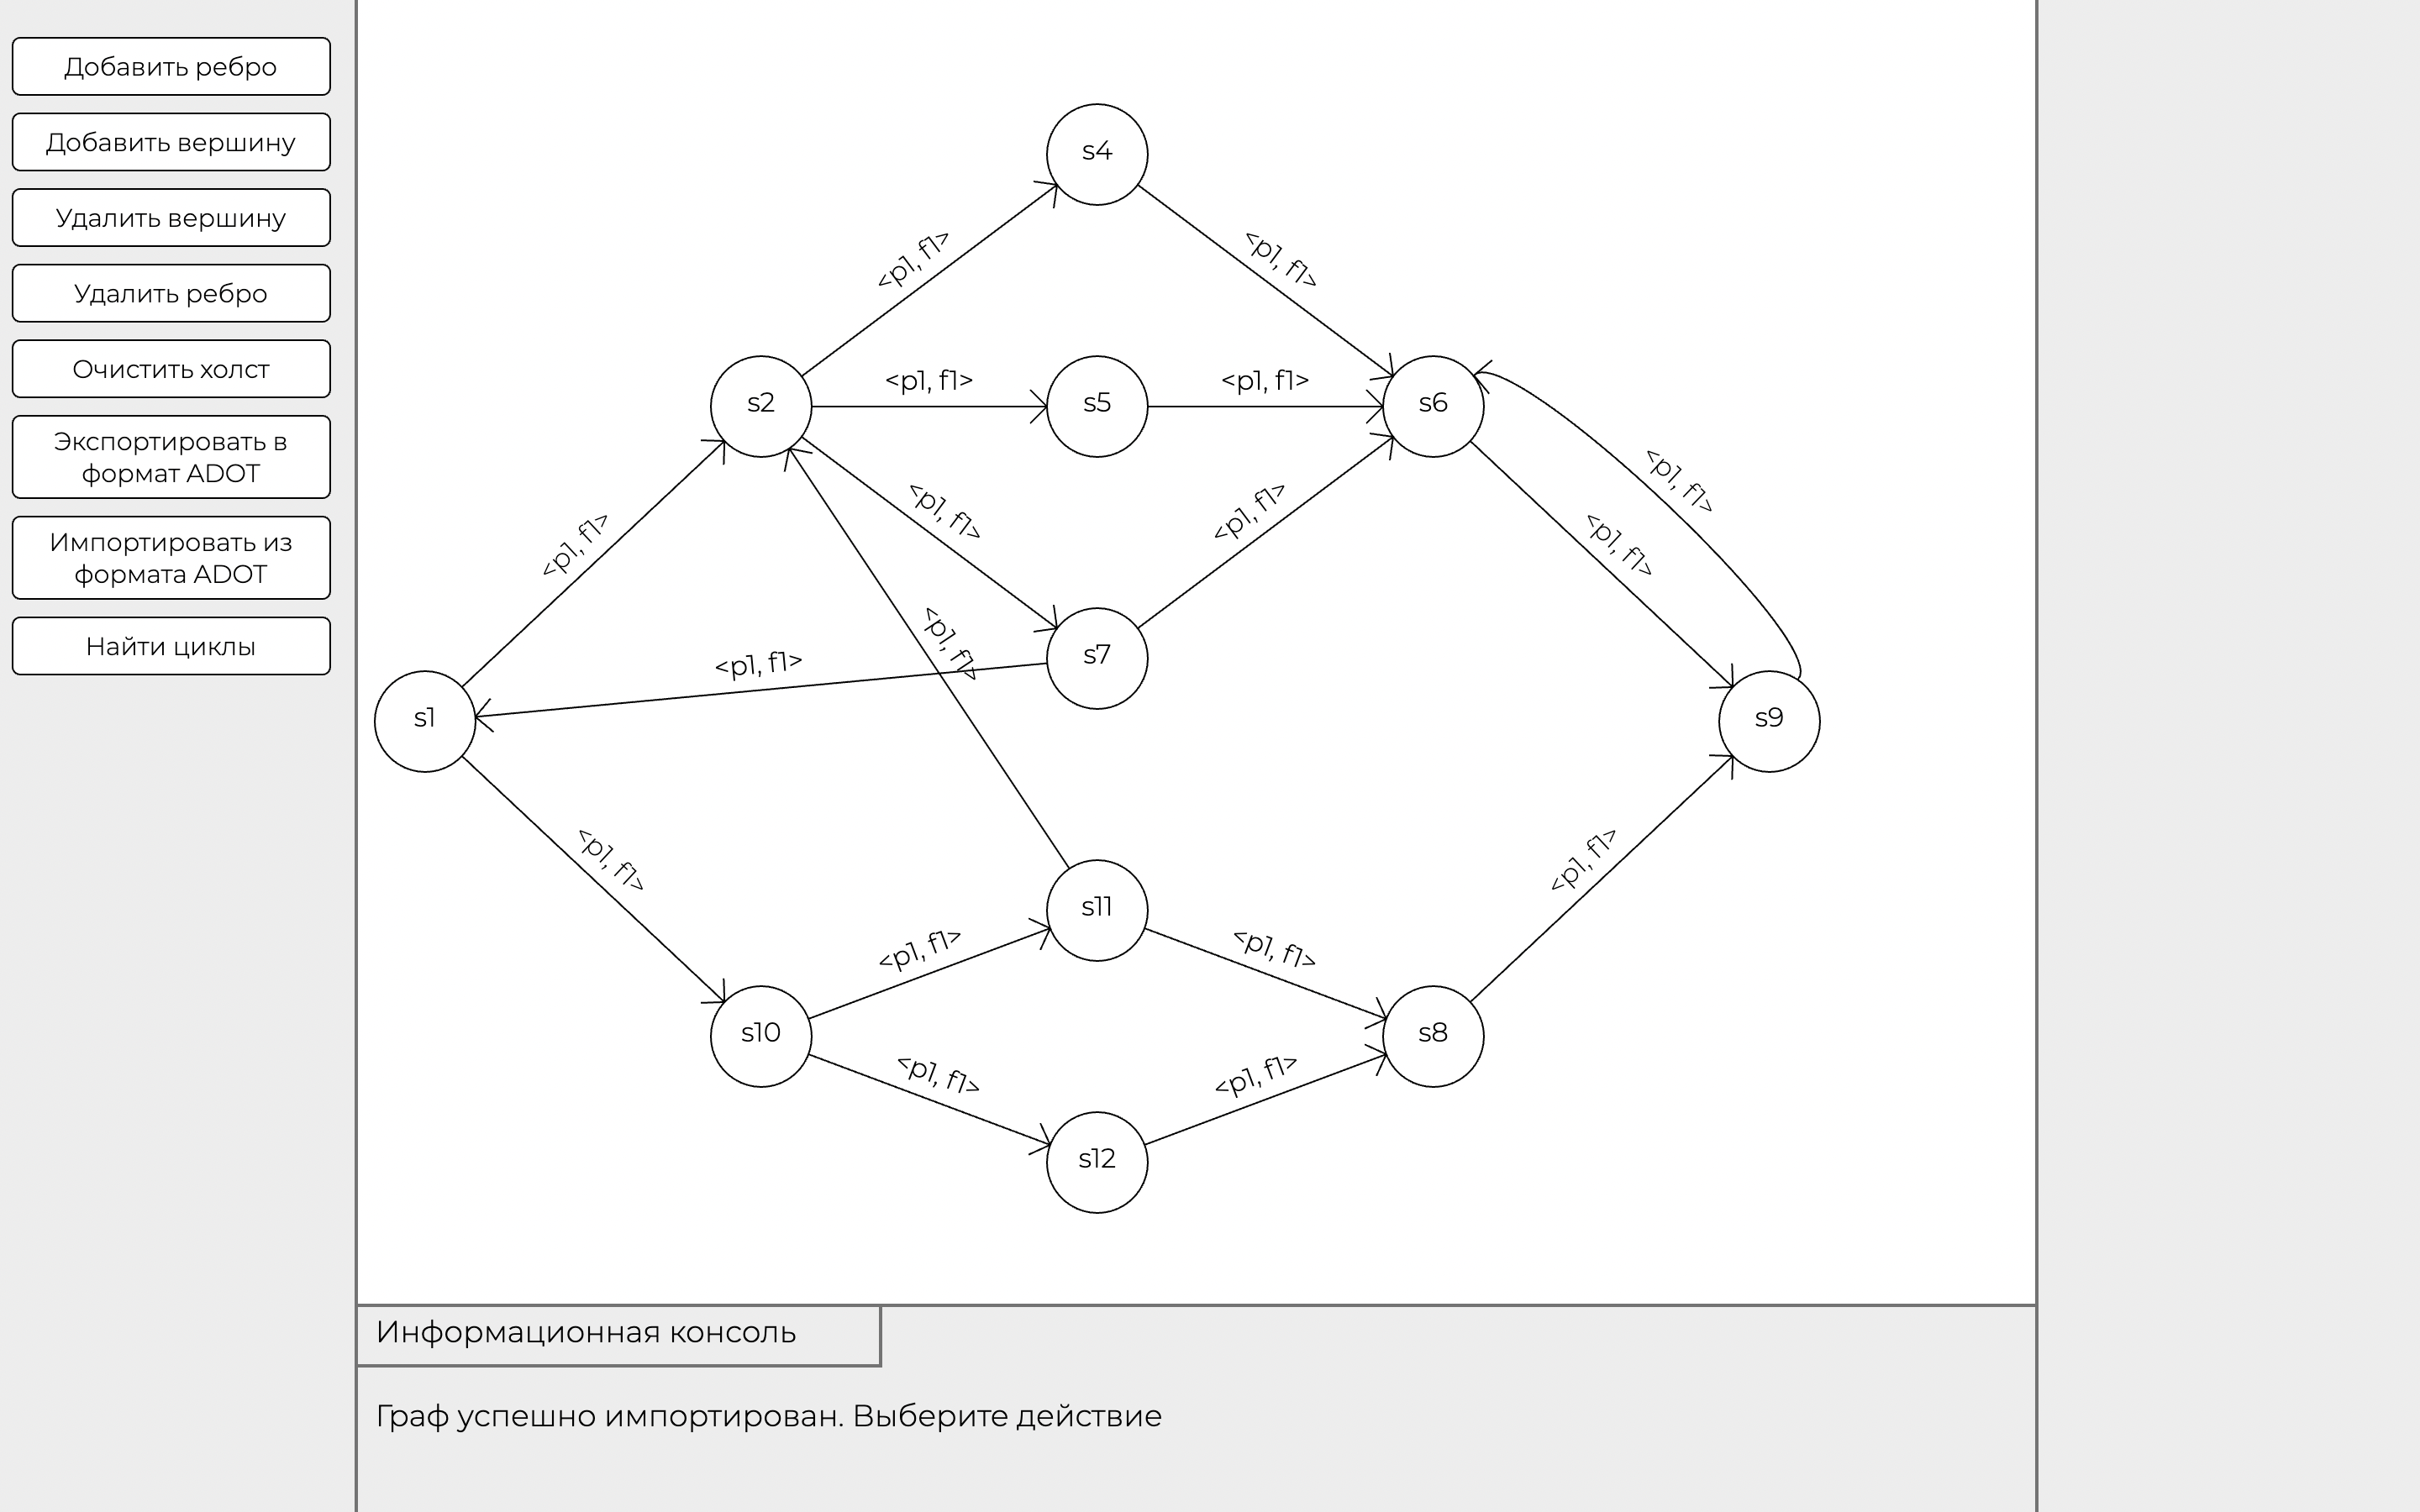 Добавить ребро
Добавить вершину
Удалить вершину
Удалить ребро
Очистить холст
Экспортировать в
формат ADOT
Импортировать из
формата ADOT
Найти циклы
s4
<p1, f1>
<p1, f1>
s2
<p1, f1>
s5
<p1, f1>
s6
<p1, f1>
<p1, f1>
<p1, f1>
<p1, f1>
<p1, f1>
<p1, f1>
<p1, f1>
s7
s1
s9
<p1, f1>
<p1, f1>
s11
<p1, f1>
<p1, f1>
s10
s8
<p1, f1>
<p1, f1>
s12
Информационная консоль
Граф успешно импортирован. Выберите действие